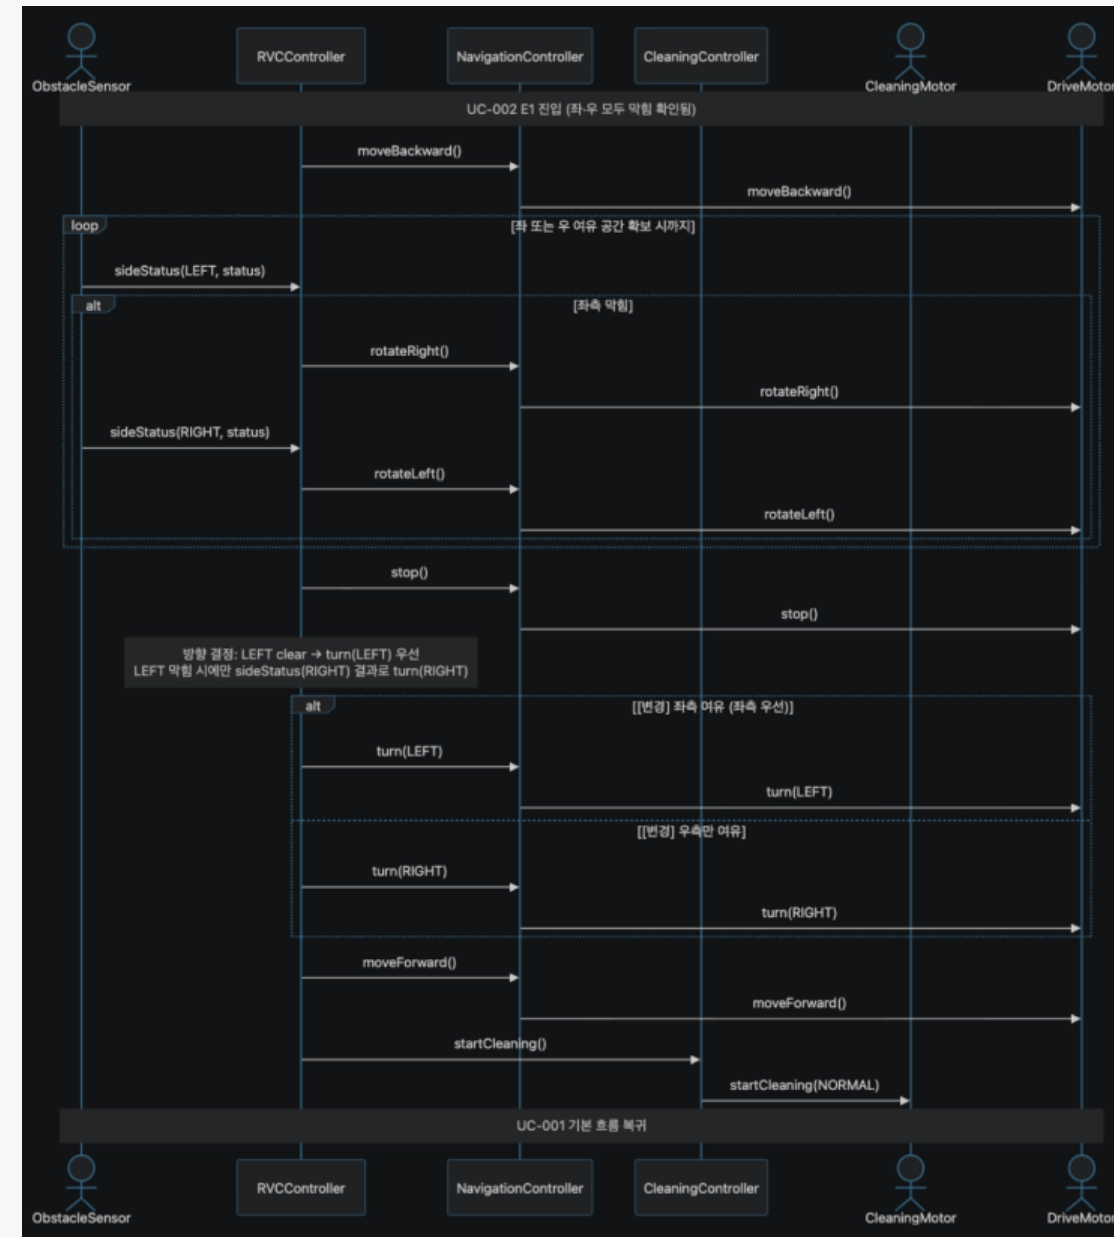 ObstacleSensor
RVCController
NavigationController
CleaningController
CleaningMotor
DriveMotor
UC-002 E1 진입 (좌·우 모두 막힘 확인됨)
moveBackward()
moveBackward()
loop
[좌 또는 우 여유 공간 확보 시까지]
sideStatus(LEFT, status)
alt
[좌측 막힘]
rotateRight()
rotateRight()
sideStatus(RIGHT, status)
rotateLeft()
rotateLeft()
stop()
stop()
방향 결정: LEFT clear → turn(LEFT) 우선
LEFT 막힘 시에만 sideStatus(RIGHT) 결과로 turn(RIGHT)
alt
[[변경] 좌측 여유 (좌측 우선)]
turn(LEFT)
turn(LEFT)
[[변경] 우측만 여유]
turn(RIGHT)
turn(RIGHT)
moveForward()
moveForward()
startCleaning()
startCleaning(NORMAL)
UC-001 기본 흐름 복귀
ObstacleSensor
RVCController
NavigationController
CleaningController
CleaningMotor
DriveMotor